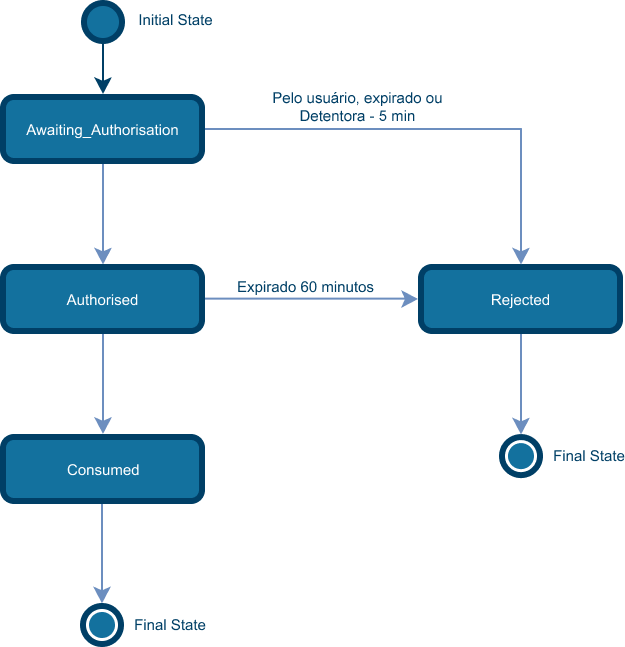 Initial State
Pelo usuário, expirado ou
Detentora - 5 min
Awaiting_Authorisation
Authorised
Expirado 60 minutos
Rejected
Consumed
Final State
Final State